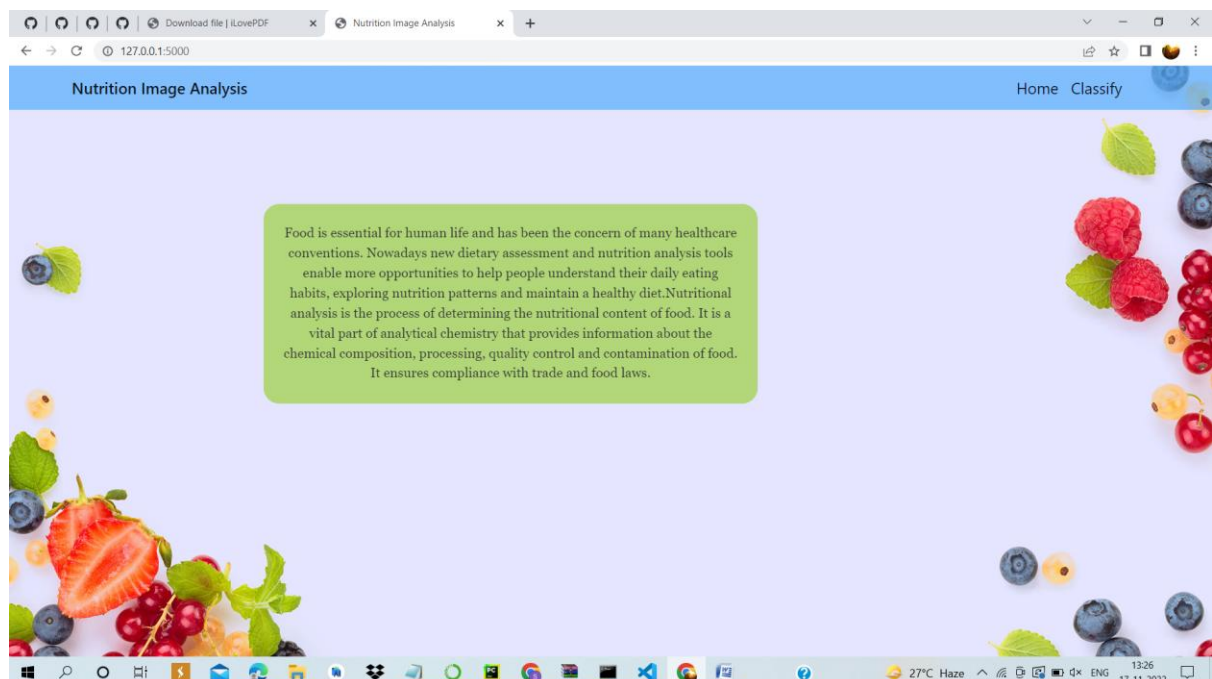 Download file | iLovePDF
Nutrition Image Analysis
127.0.0.1:5000
Nutrition Image Analysis
Home Classify
Food is essential for human life and has been the concern of many healthcare
conventions. Nowadays new dietary assessment and nutrition analysis tools
enable more opportunities to help people understand their daily eating
habits, exploring nutrition patterns and maintain a healthy diet.Nutritional
analysis is the process of determining the nutritional content of food. It is a
vital part of analytical chemistry that provides information about the
chemical composition, processing, quality control and contamination of food.
It ensures compliance with trade and food laws.
27°C Haze
ENG
13:26